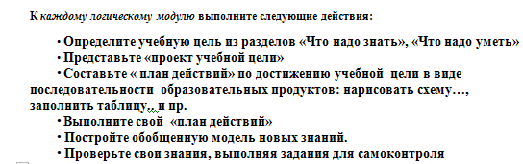 К каждому логическому модулю выполните следующие действия:
• Определите учебную цель из разделов «Что надо знать», «Что надо уметь»
• Представьте «проект учебной цели»
• Составьте « план действий» по достижению учебной цели в виде
последовательности образовательных продуктов: нарисовать схему…,
заполнить таблицу,. и пр.
• Выполните свой «план действий»
• Постройте обобщенную модель новых знаний.
• Проверьте свои знания, выполняя задания для самоконтроля